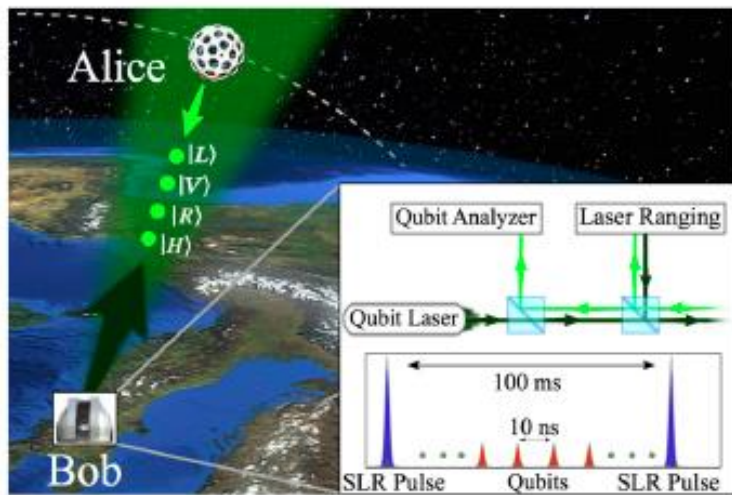 Alice
|L⟩
|V⟩
|R⟩
|H⟩
Bob
Qubit Analyzer
Laser Ranging
Qubit Laser
100 ms
10 ns
SLR Pulse
Qubits
SLR Pulse